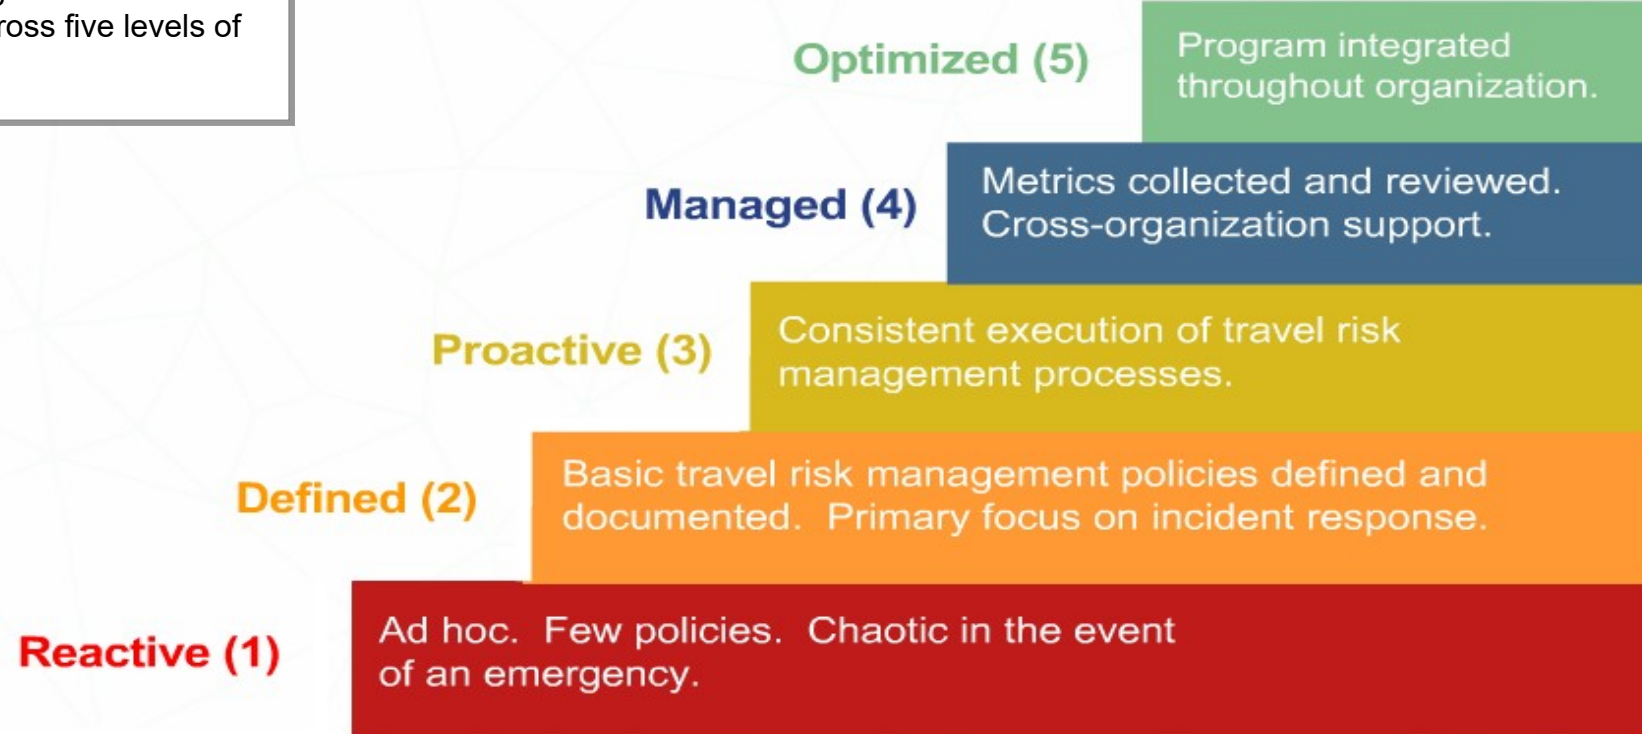 ross five levels of
Optimized (5)
Program integrated
throughout organization.
Managed (4)
Metrics collected and reviewed.
Cross-organization support.
Proactive (3)
Consistent execution of travel risk
management processes.
Defined (2)
Basic travel risk management policies defined and
documented.  Primary focus on incident response.
Reactive (1)
Ad hoc.  Few policies.  Chaotic in the event
of an emergency.